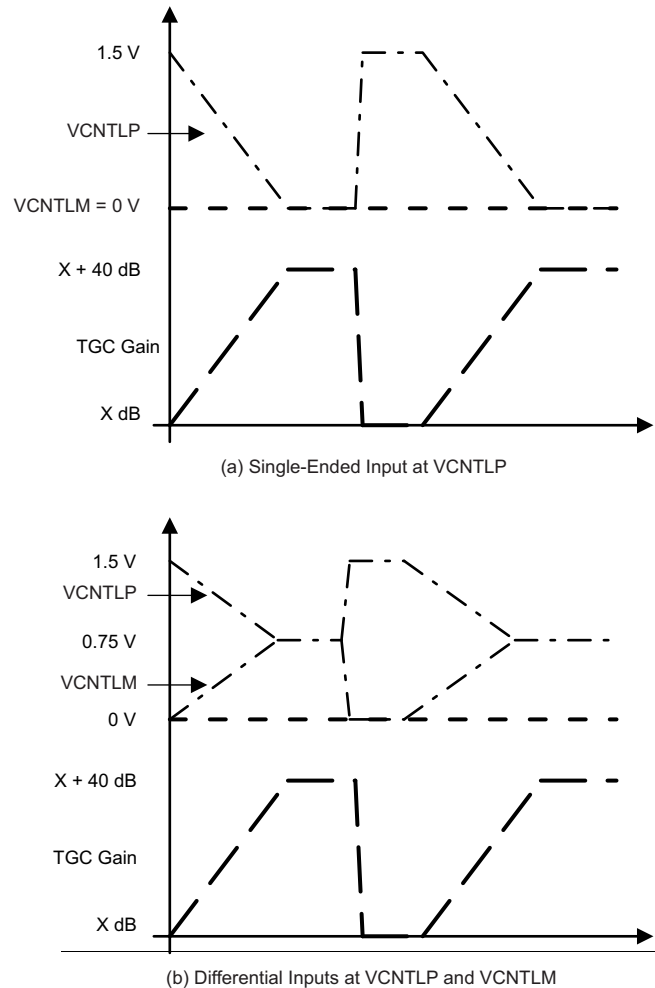 1.5 V
VCNTLP
VCNTLM = 0 V
X + 40 dB
TGC Gain
X dB
(a) Single-Ended Input at VCNTLP
1.5 V
VCNTLP
0.75 V
VCNTLM
0 V
X + 40 dB
TGC Gain
X dB
(b) Differential Inputs at VCNTLP and VCNTLM